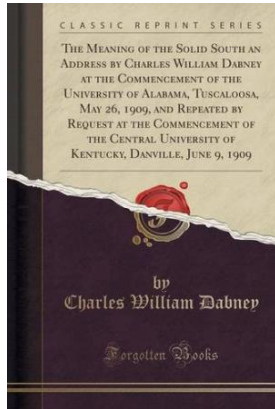 CLASSIC REPRINT SERIES
THE MEANING OF THE SOLID SOUTH AN
ADDRESS BY CHARLES WILLIAM DABNEY
AT THE COMMENCEMENT OF THE
UNIVERSITY OF ALABAMA, TUSCALOOSA,
MAY 26, 1909, AND REPEATED BY
REQUEST AT THE COMMENCEMENT OF
THE CENTRAL UNIVERSITY OF
KENTUCKY, DANVILLE, JUNE 9, 1909
by
Charles William Dabney
Forgotten Books